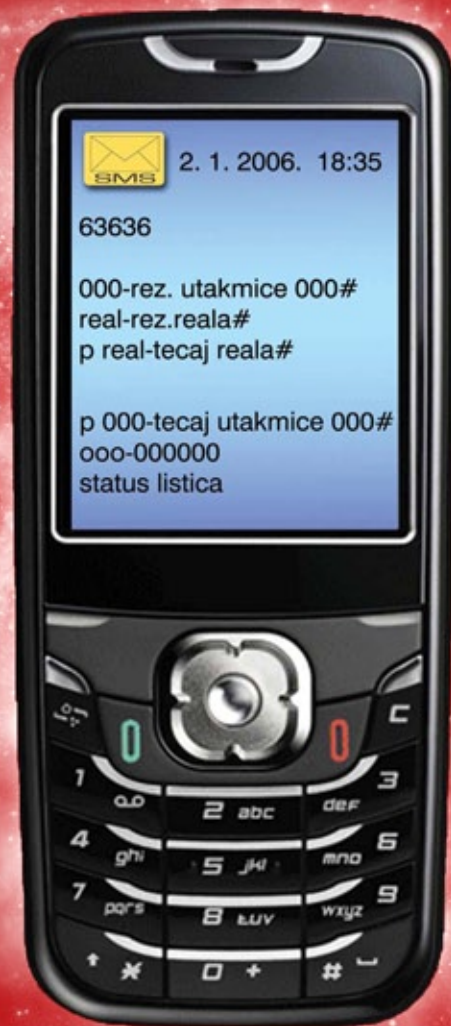 SMS 2. 1. 2006. 18:35
63636
000-rez. utakmice 000#
real-rez.reala#
p real-tecaj reala#
p 000-tecaj utakmice 000#
ooo-000000
status listica
C
1 3
2 abc def
4 6
ghi 5 jkl mno
7 9
pqrs 8 tuv wxyz
* 0 + #